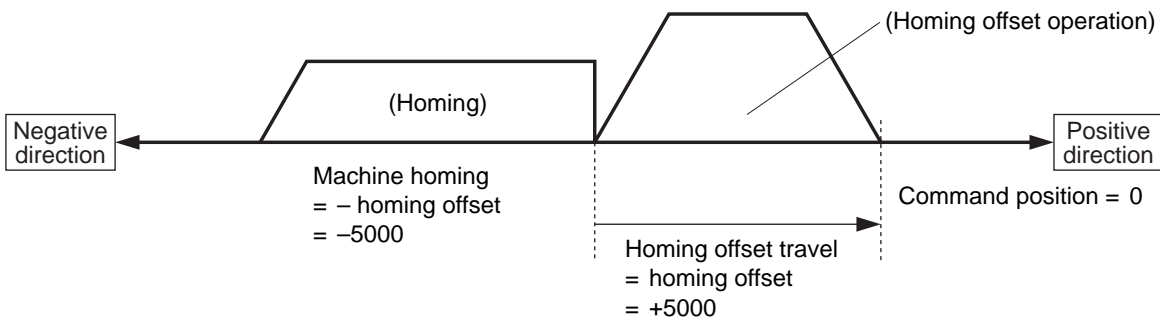 (Homing offset operation)
(Homing)
Negative
direction
Positive
direction
Machine homing
= – homing offset
= –5000
Command position = 0
Homing offset travel
= homing offset
= +5000